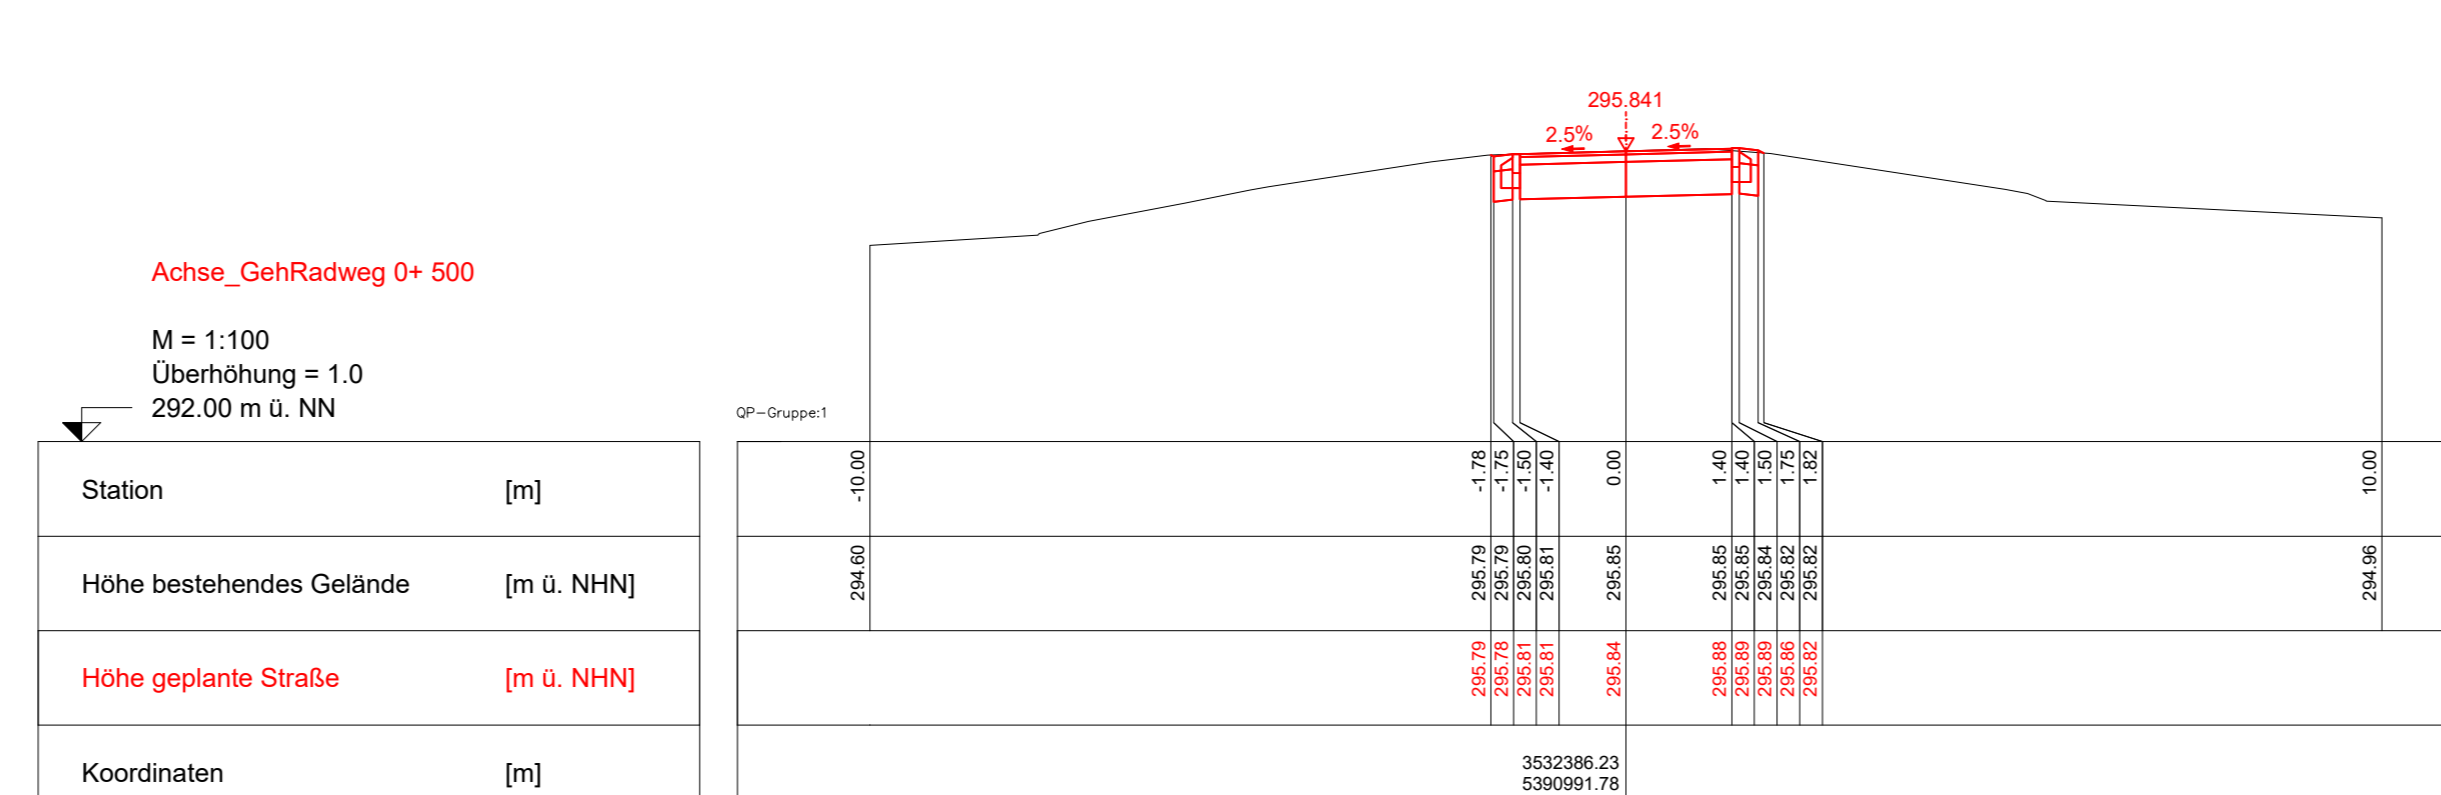 295.841
2.5% 2.5%
Achse_GehRadweg 0+ 500
M = 1:100
Überhöhung = 1.0
292.00 m ü. NN
QP-Gruppe:1
Station [m] -10.00 -1.78 -1.75 -1.50 -1.40 0.00 1.40 1.40 1.50 1.75 1.82 10.00
Höhe bestehendes Gelände [m ü. NHN] 294.60 295.79 295.79 295.80 295.81 295.85 295.85 295.85 295.84 295.82 295.82 294.96
Höhe geplante Straße [m ü. NHN] 295.79 295.78 295.81 295.81 295.84 295.88 295.89 295.89 295.86 295.82
Koordinaten [m] 3532386.23
5390991.78